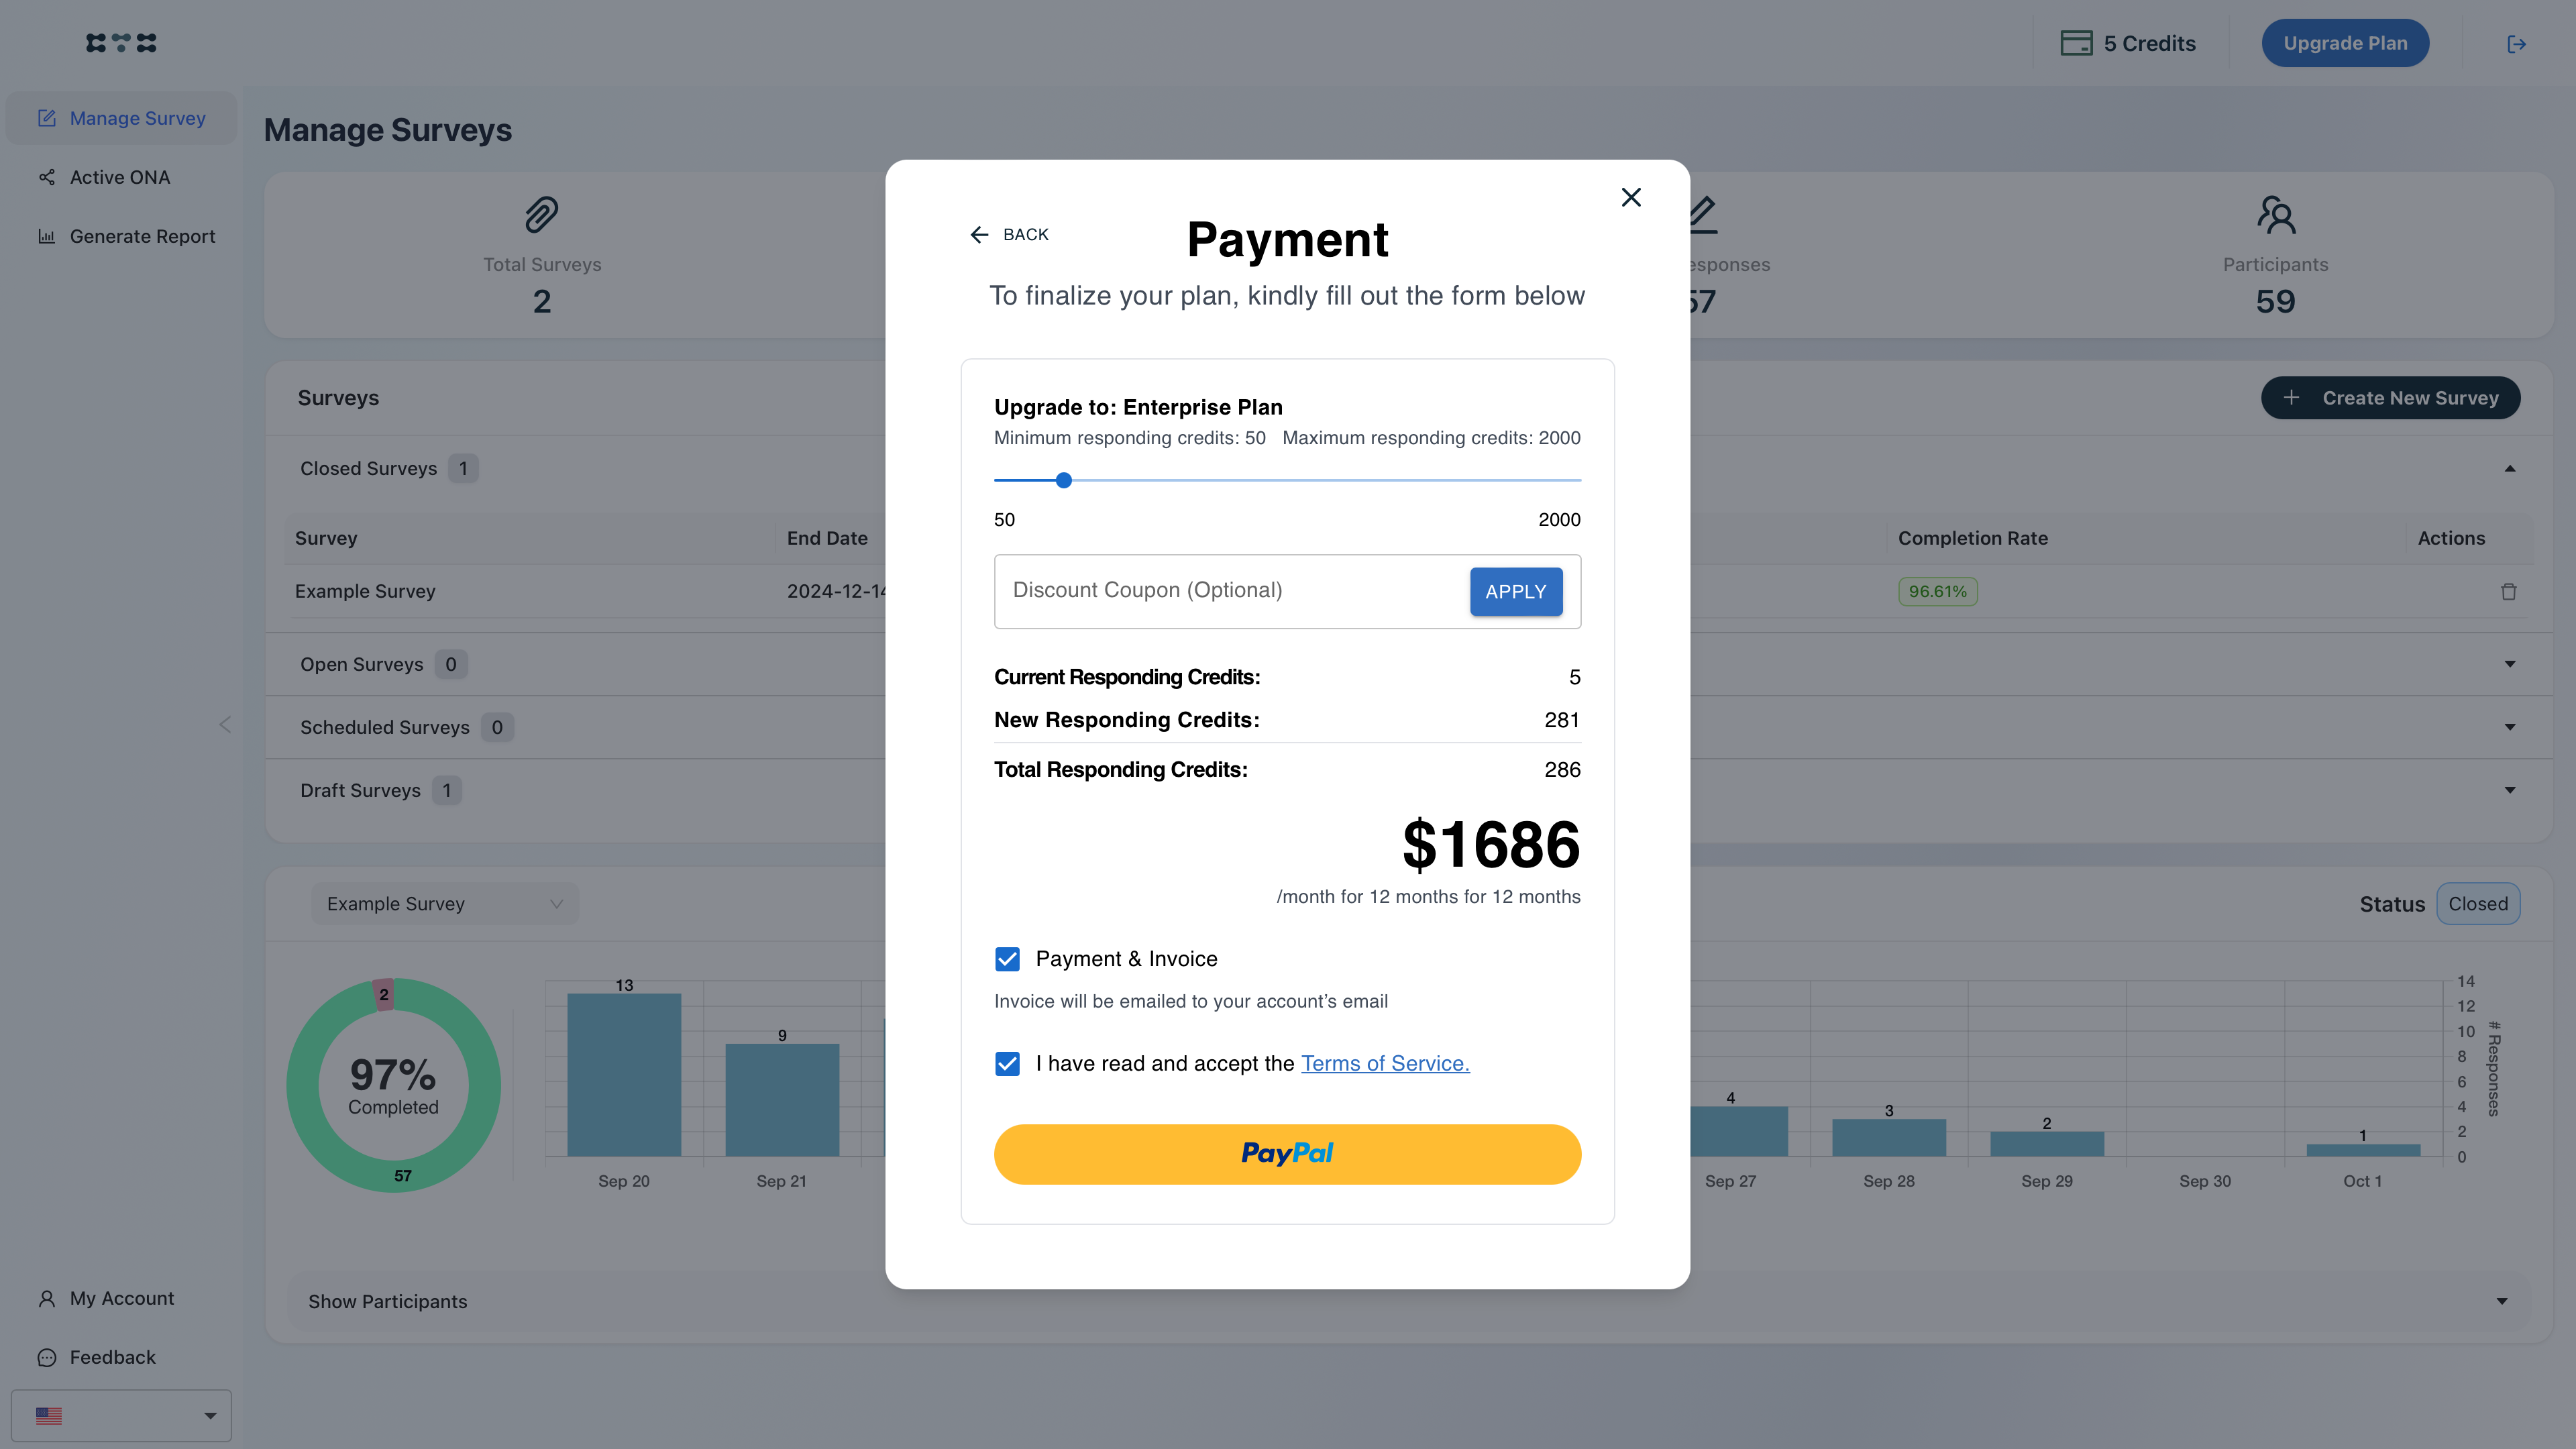 5 Credits
Upgrade Plan
Manage Survey
Active ONA
Generate Report
My Account
Feedback
Manage Surveys
Total Surveys
2
esponses
57
Participants
59
Surveys
Create New Survey
Closed Surveys 1
Survey
End Date
Completion Rate
Actions
Example Survey
2024-12-14
96.61%
Open Surveys 0
Scheduled Surveys 0
Draft Surveys 1
Example Survey
Status
Closed
2
97%
Completed
57
13
9
4
3
2
1
14
12
10
8
6
4
2
0
# Responses
Sep 20
Sep 21
Sep 27
Sep 28
Sep 29
Sep 30
Oct 1
Show Participants
BACK
Payment
To finalize your plan, kindly fill out the form below
Upgrade to: Enterprise Plan
Minimum responding credits: 50 Maximum responding credits: 2000
50
2000
Discount Coupon (Optional)
APPLY
Current Responding Credits: 5
New Responding Credits: 281
Total Responding Credits: 286
$1686
/month for 12 months for 12 months
Payment & Invoice
Invoice will be emailed to your account’s email
I have read and accept the Terms of Service.
PayPal